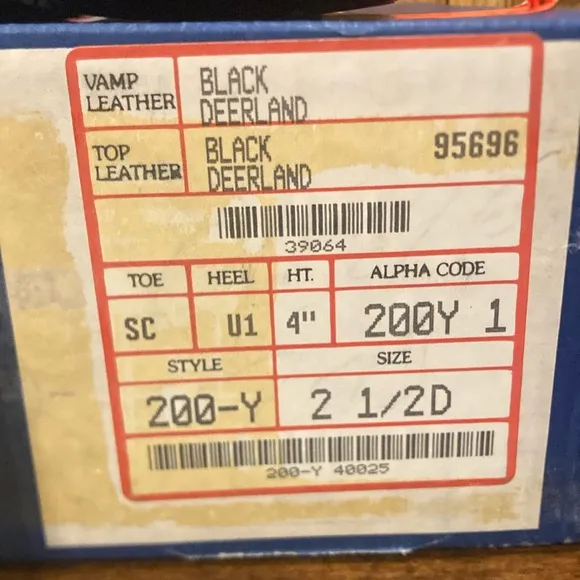 VAMP LEATHER
BLACK
DEERLAND
TOP LEATHER
BLACK 95696
DEERLAND
39064
TOE HEEL HT. ALPHA CODE
SC U1 4" 200Y 1
STYLE SIZE
200-Y 2 1/2D
200-Y 40025